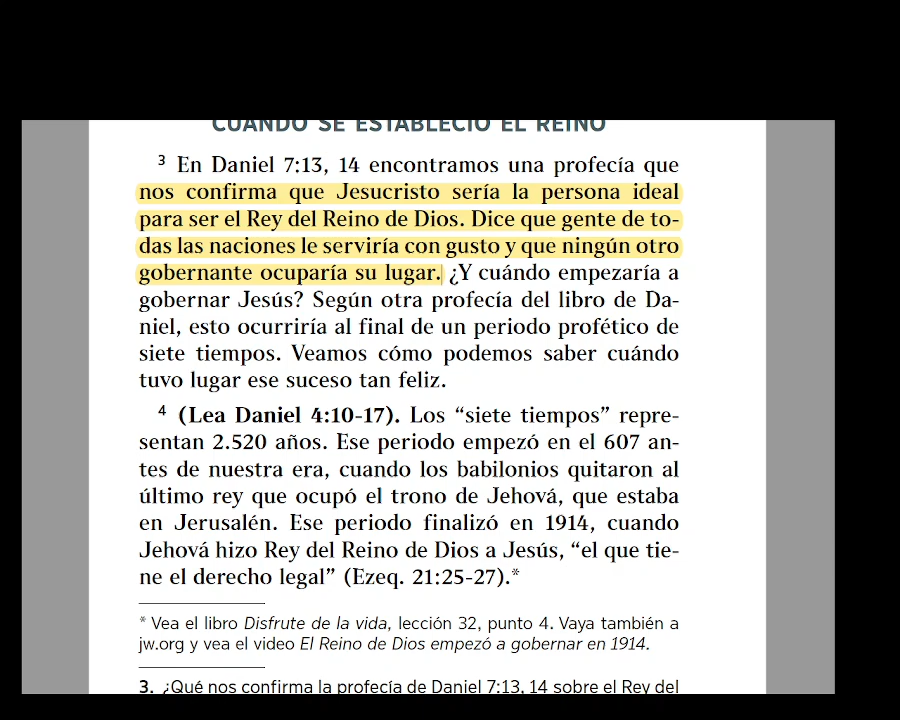 CUÁNDO SE ESTABLECIÓ EL REINO
3 En Daniel 7:13, 14 encontramos una profecía que
nos confirma que Jesucristo sería la persona ideal
para ser el Rey del Reino de Dios. Dice que gente de to-
das las naciones le serviría con gusto y que ningún otro
gobernante ocuparía su lugar. ¿Y cuándo empezaría a
gobernar Jesús? Según otra profecía del libro de Da-
niel, esto ocurriría al final de un periodo profético de
siete tiempos. Veamos cómo podemos saber cuándo
tuvo lugar ese suceso tan feliz.
4 (Lea Daniel 4:10-17). Los “siete tiempos” repre-
sentan 2.520 años. Ese periodo empezó en el 607 an-
tes de nuestra era, cuando los babilonios quitaron al
último rey que ocupó el trono de Jehová, que estaba
en Jerusalén. Ese periodo finalizó en 1914, cuando
Jehová hizo Rey del Reino de Dios a Jesús, “el que tie-
ne el derecho legal” (Ezeq. 21:25-27).*
* Vea el libro Disfrute de la vida, lección 32, punto 4. Vaya también a
jw.org y vea el video El Reino de Dios empezó a gobernar en 1914.
3. ¿Qué nos confirma la profecía de Daniel 7:13, 14 sobre el Rey del